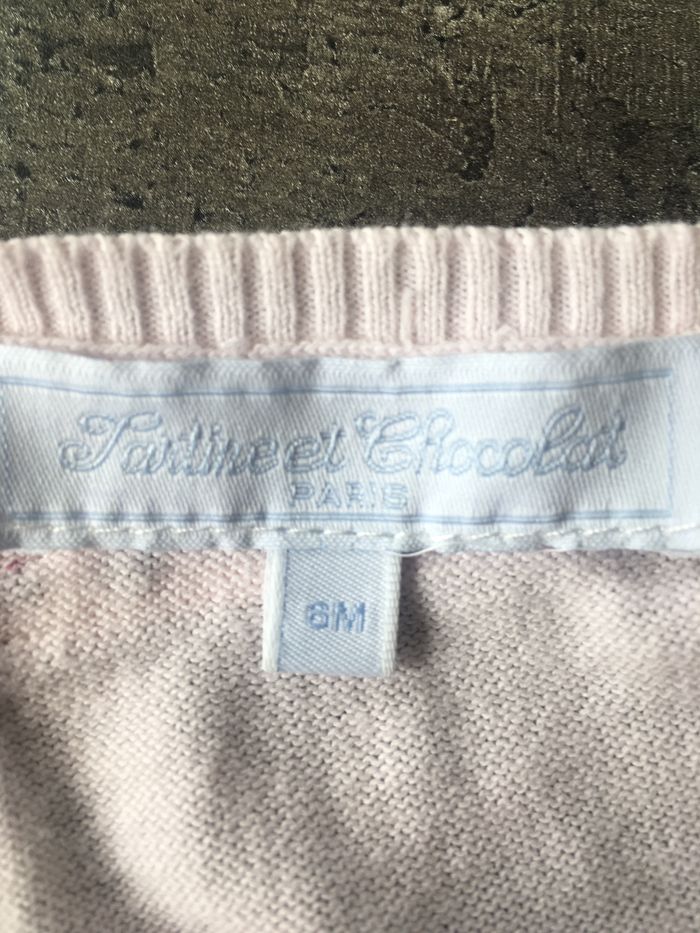 Tartine et Chocolat
PARIS
6M